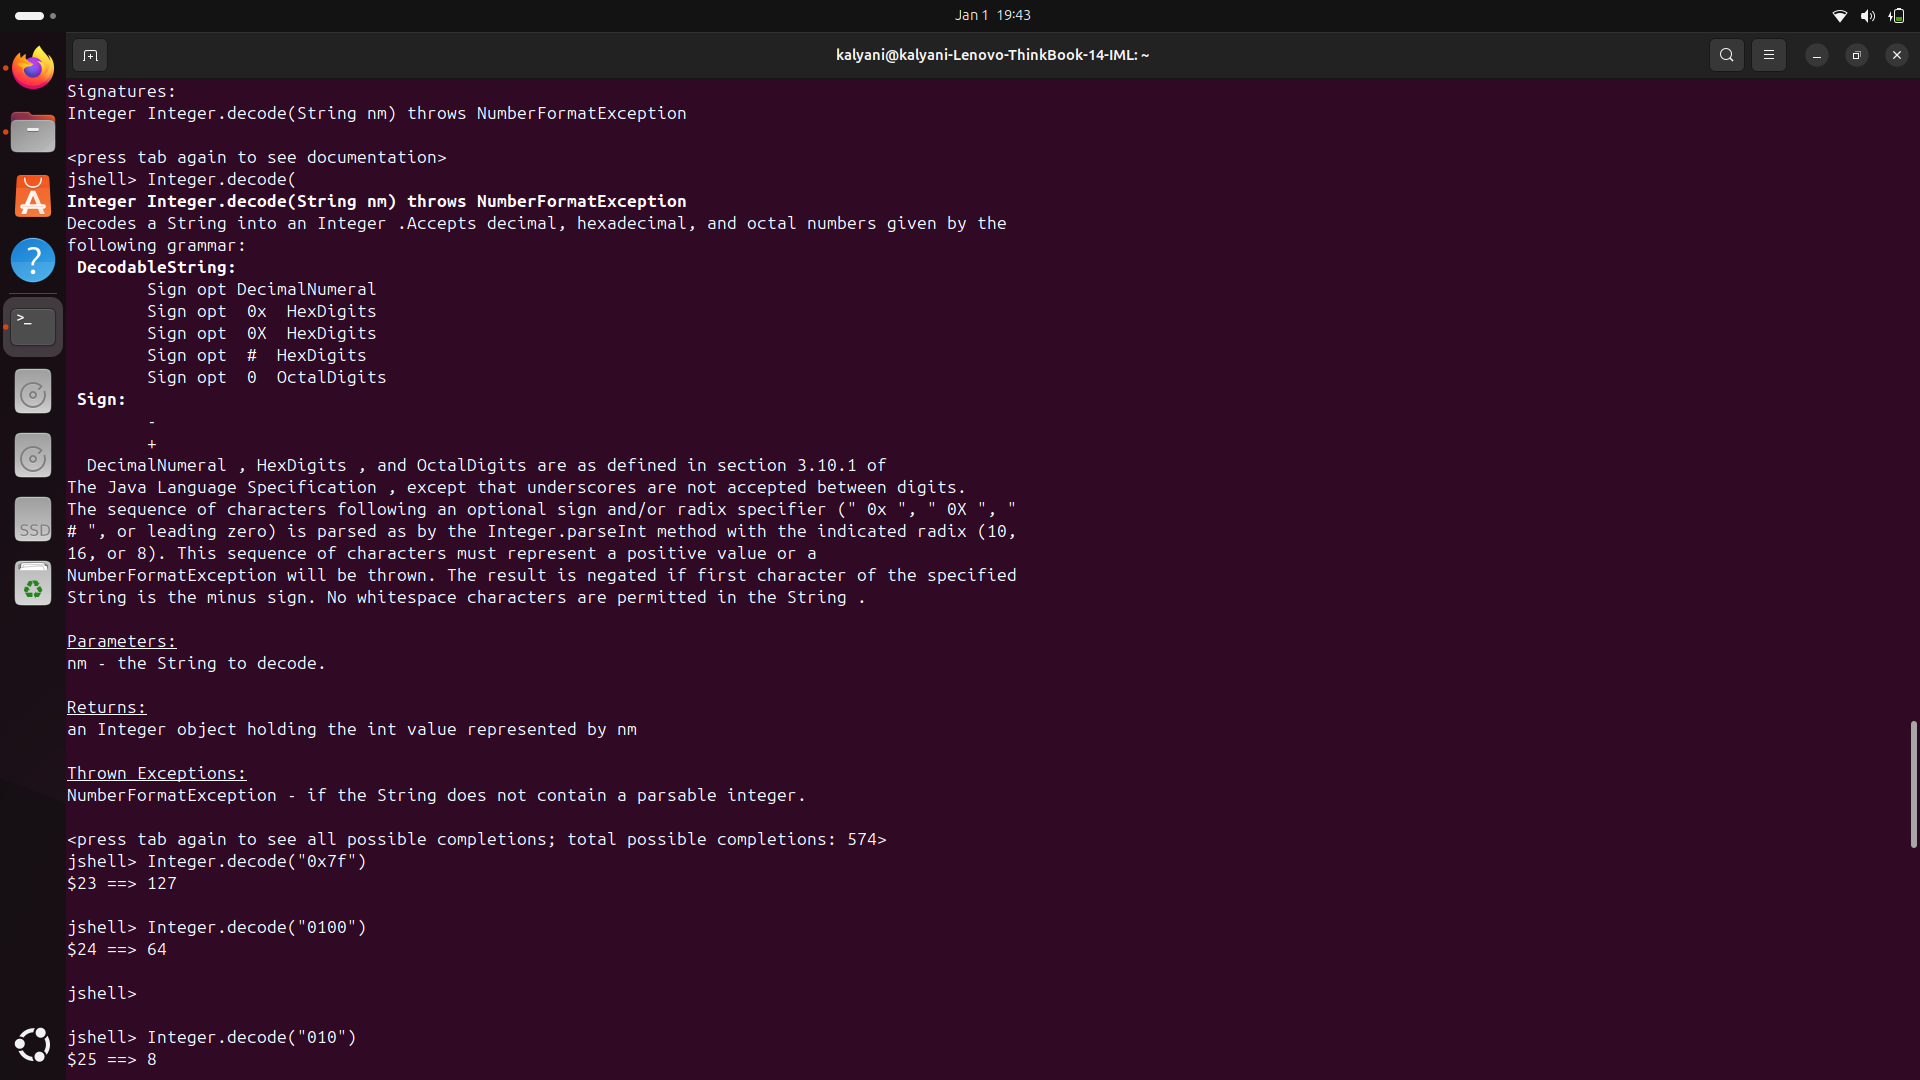 Jan 1  19:43
kalyani@kalyani-Lenovo-ThinkBook-14-IML: ~
Signatures:
Integer Integer.decode(String nm) throws NumberFormatException
<press tab again to see documentation>
jshell> Integer.decode(
Integer Integer.decode(String nm) throws NumberFormatException
Decodes a String into an Integer .Accepts decimal, hexadecimal, and octal numbers given by the
following grammar:
DecodableString:
Sign opt DecimalNumeral
Sign opt  0x  HexDigits
Sign opt  0X  HexDigits
Sign opt  #  HexDigits
Sign opt  0  OctalDigits
Sign:
-
+
DecimalNumeral , HexDigits , and OctalDigits are as defined in section 3.10.1 of
The Java Language Specification , except that underscores are not accepted between digits.
The sequence of characters following an optional sign and/or radix specifier (" 0x ", " 0X ", "
# ", or leading zero) is parsed as by the Integer.parseInt method with the indicated radix (10,
16, or 8). This sequence of characters must represent a positive value or a
NumberFormatException will be thrown. The result is negated if first character of the specified
String is the minus sign. No whitespace characters are permitted in the String .
Parameters:
nm - the String to decode.
Returns:
an Integer object holding the int value represented by nm
Thrown Exceptions:
NumberFormatException - if the String does not contain a parsable integer.
<press tab again to see all possible completions; total possible completions: 574>
jshell> Integer.decode("0x7f")
$23 ==> 127
jshell> Integer.decode("0100")
$24 ==> 64
jshell>
jshell> Integer.decode("010")
$25 ==> 8
>_
SSD